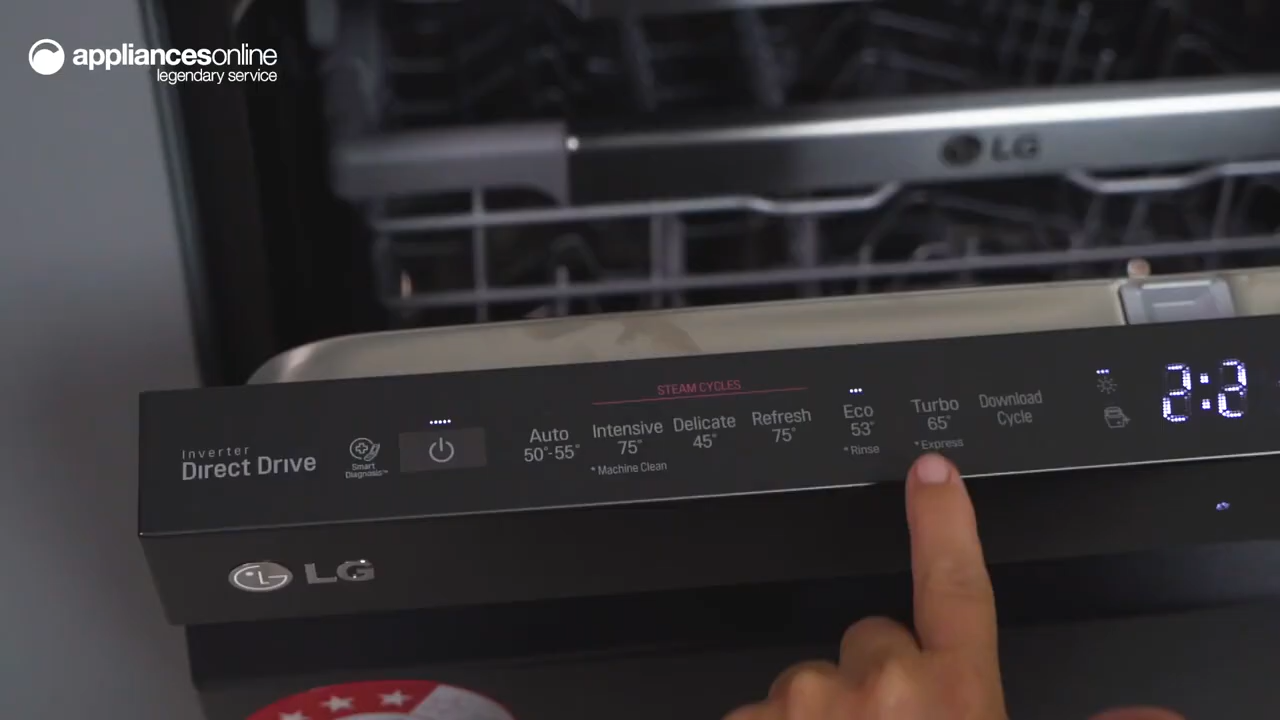 appliancesonline
legendary service
LG
STEAM CYCLES
Inverter
Direct Drive
Smart
Diagnosis™
Auto
50°-55°
Intensive
75°
*Machine Clean
Delicate
45°
Refresh
75°
Eco
53°
*Rinse
Turbo
65°
*Express
Download
Cycle
2:2
LG